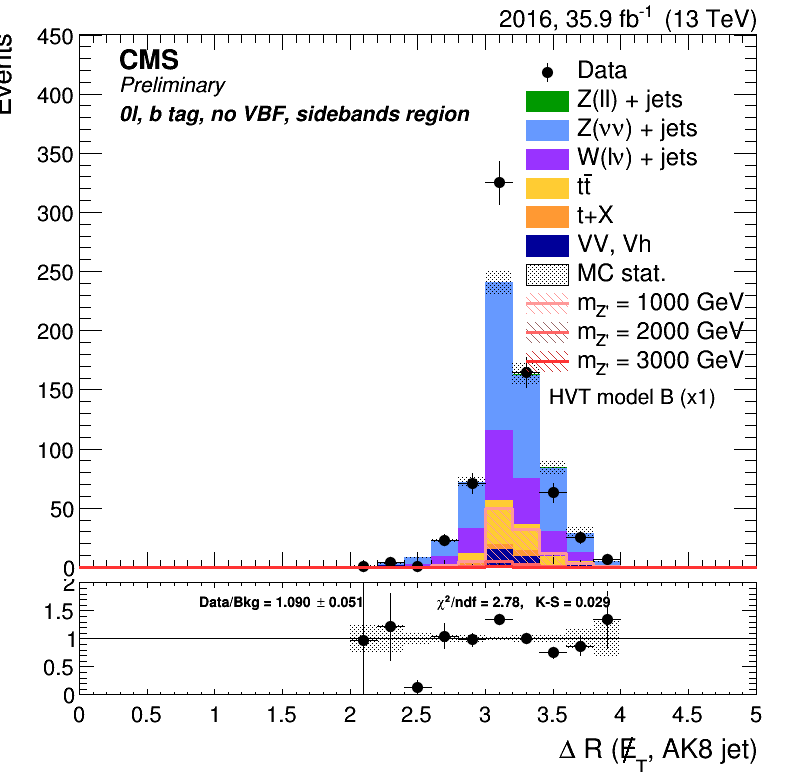 2016, 35.9 fb⁻¹ (13 TeV)
Events
CMS
Preliminary
0l, b tag, no VBF, sidebands region
Data
Z(ll) + jets
Z(νν) + jets
W(lν) + jets
tt̄
t+X
VV, Vh
MC stat.
m_Z' = 1000 GeV
m_Z' = 2000 GeV
m_Z' = 3000 GeV
HVT model B (x1)
450
400
350
300
250
200
150
100
50
0
Data/Bkg = 1.090 ± 0.051
χ²/ndf = 2.78, K-S = 0.029
2
1.5
1
0.5
0
0 0.5 1 1.5 2 2.5 3 3.5 4 4.5 5
Δ R (E̸_T, AK8 jet)